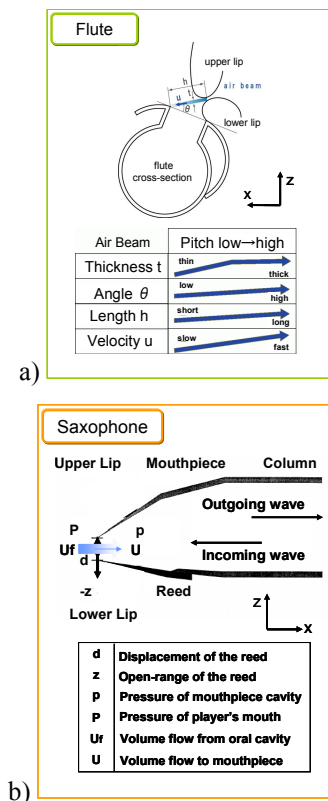 Flute
upper lip
air beam
h
t
u
θ
lower lip
flute
cross-section
Z
X
Air Beam Pitch low→high
Thickness t thin thick
Angle θ low high
Length h short long
Velocity u slow fast
a)
Saxophone
Upper Lip Mouthpiece Column
Outgoing wave
P p
Uf U
Incoming wave
d
-z
Reed
Lower Lip
Z
X
d Displacement of the reed
z Open-range of the reed
p Pressure of mouthpiece cavity
P Pressure of player's mouth
Uf Volume flow from oral cavity
U Volume flow to mouthpiece
b)